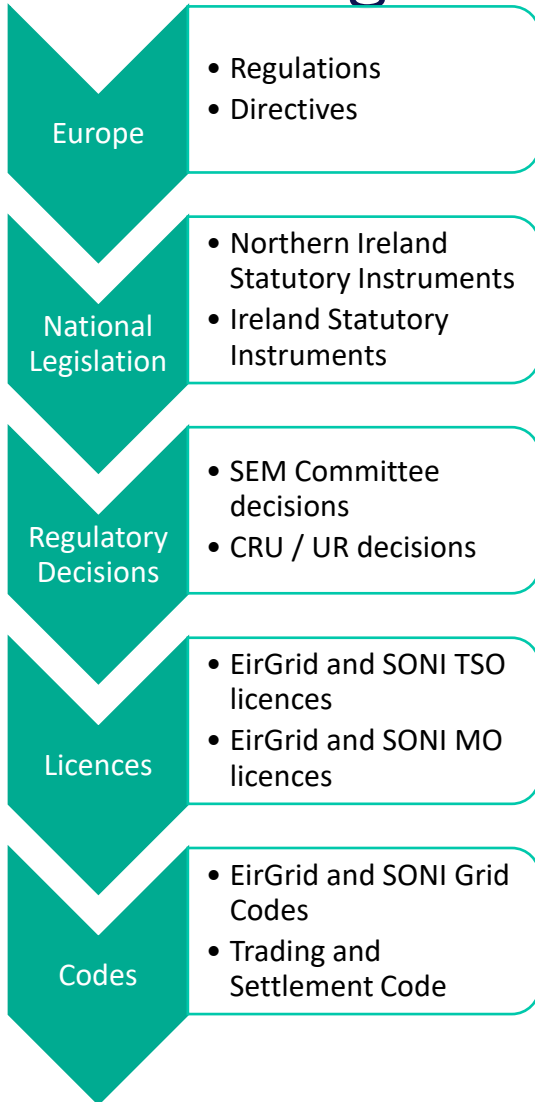 Europe
• Regulations
• Directives
National
Legislation
• Northern Ireland
Statutory Instruments
• Ireland Statutory
Instruments
Regulatory
Decisions
• SEM Committee
decisions
• CRU / UR decisions
Licences
• EirGrid and SONI TSO
licences
• EirGrid and SONI MO
licences
Codes
• EirGrid and SONI Grid
Codes
• Trading and
Settlement Code